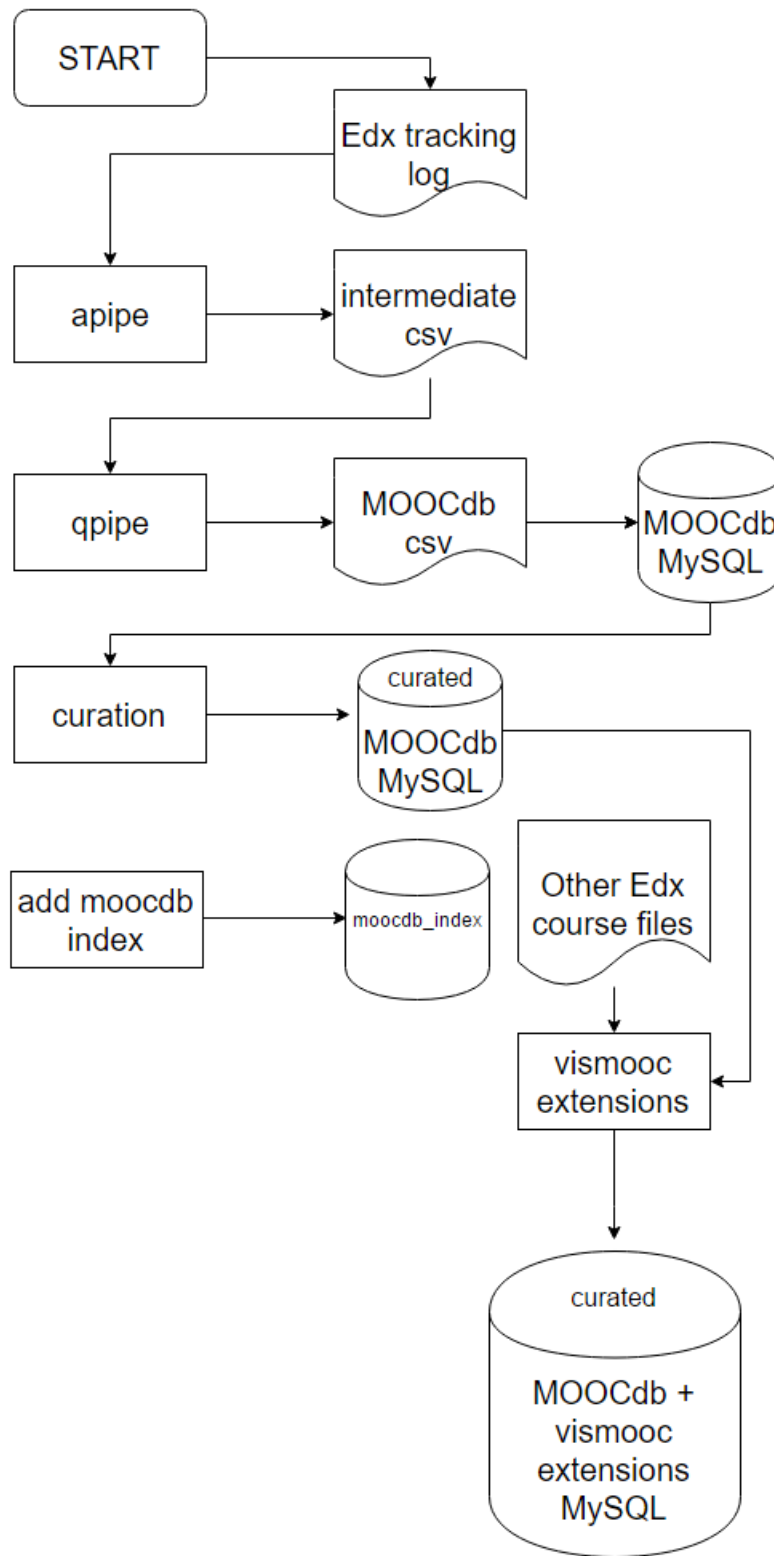 START
Edx tracking
log
apipe
intermediate
csv
qpipe
MOOCdb
csv
MOOCdb
MySQL
curation
curated
MOOCdb
MySQL
add moocdb
index
moocdb_index
Other Edx
course files
vismooc
extensions
curated
MOOCdb +
vismooc
extensions
MySQL